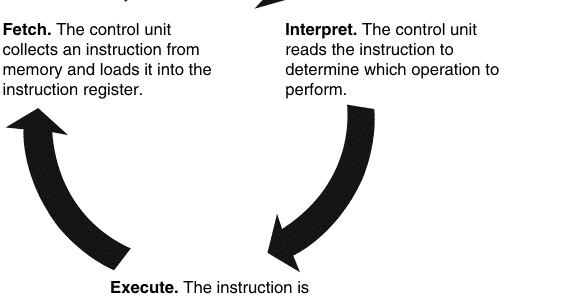 Fetch. The control unit
collects an instruction from
memory and loads it into the
instruction register.
Interpret. The control unit
reads the instruction to
determine which operation to
perform.
Execute. The instruction is